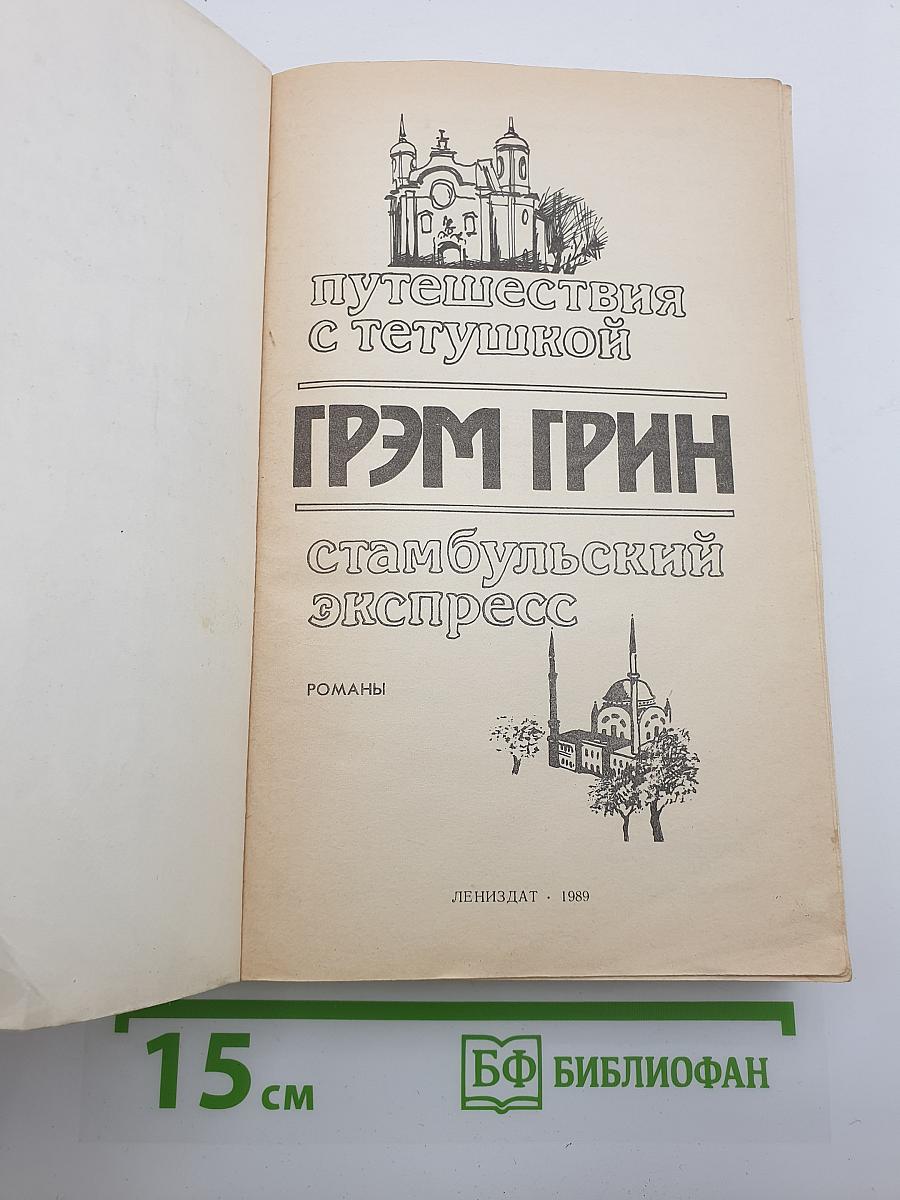 путешествия
с тетушкой
ГРЭМ ГРИН
стамбульский
экспресс
РОМАНЫ
ЛЕНИЗДАТ · 1989
15 см
БФ БИБЛИОФАН